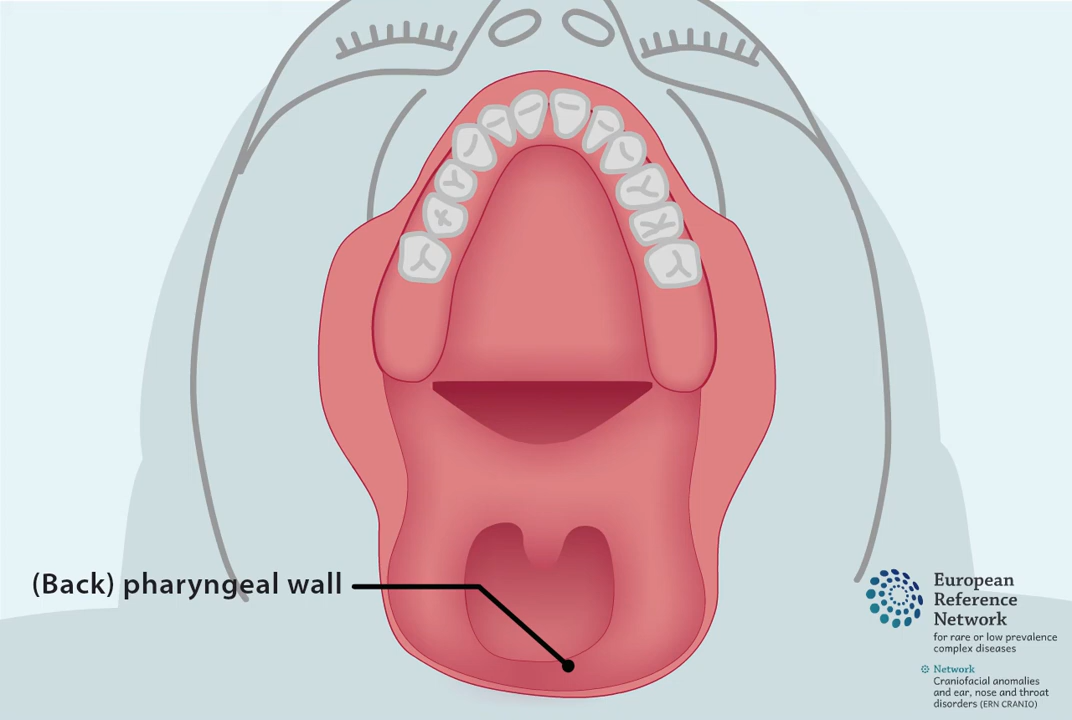 (Back) pharyngeal wall
European
Reference
Network
for rare or low prevalence
complex diseases
Network
Craniofacial anomalies
and ear, nose and throat
disorders (ERN CRANIO)